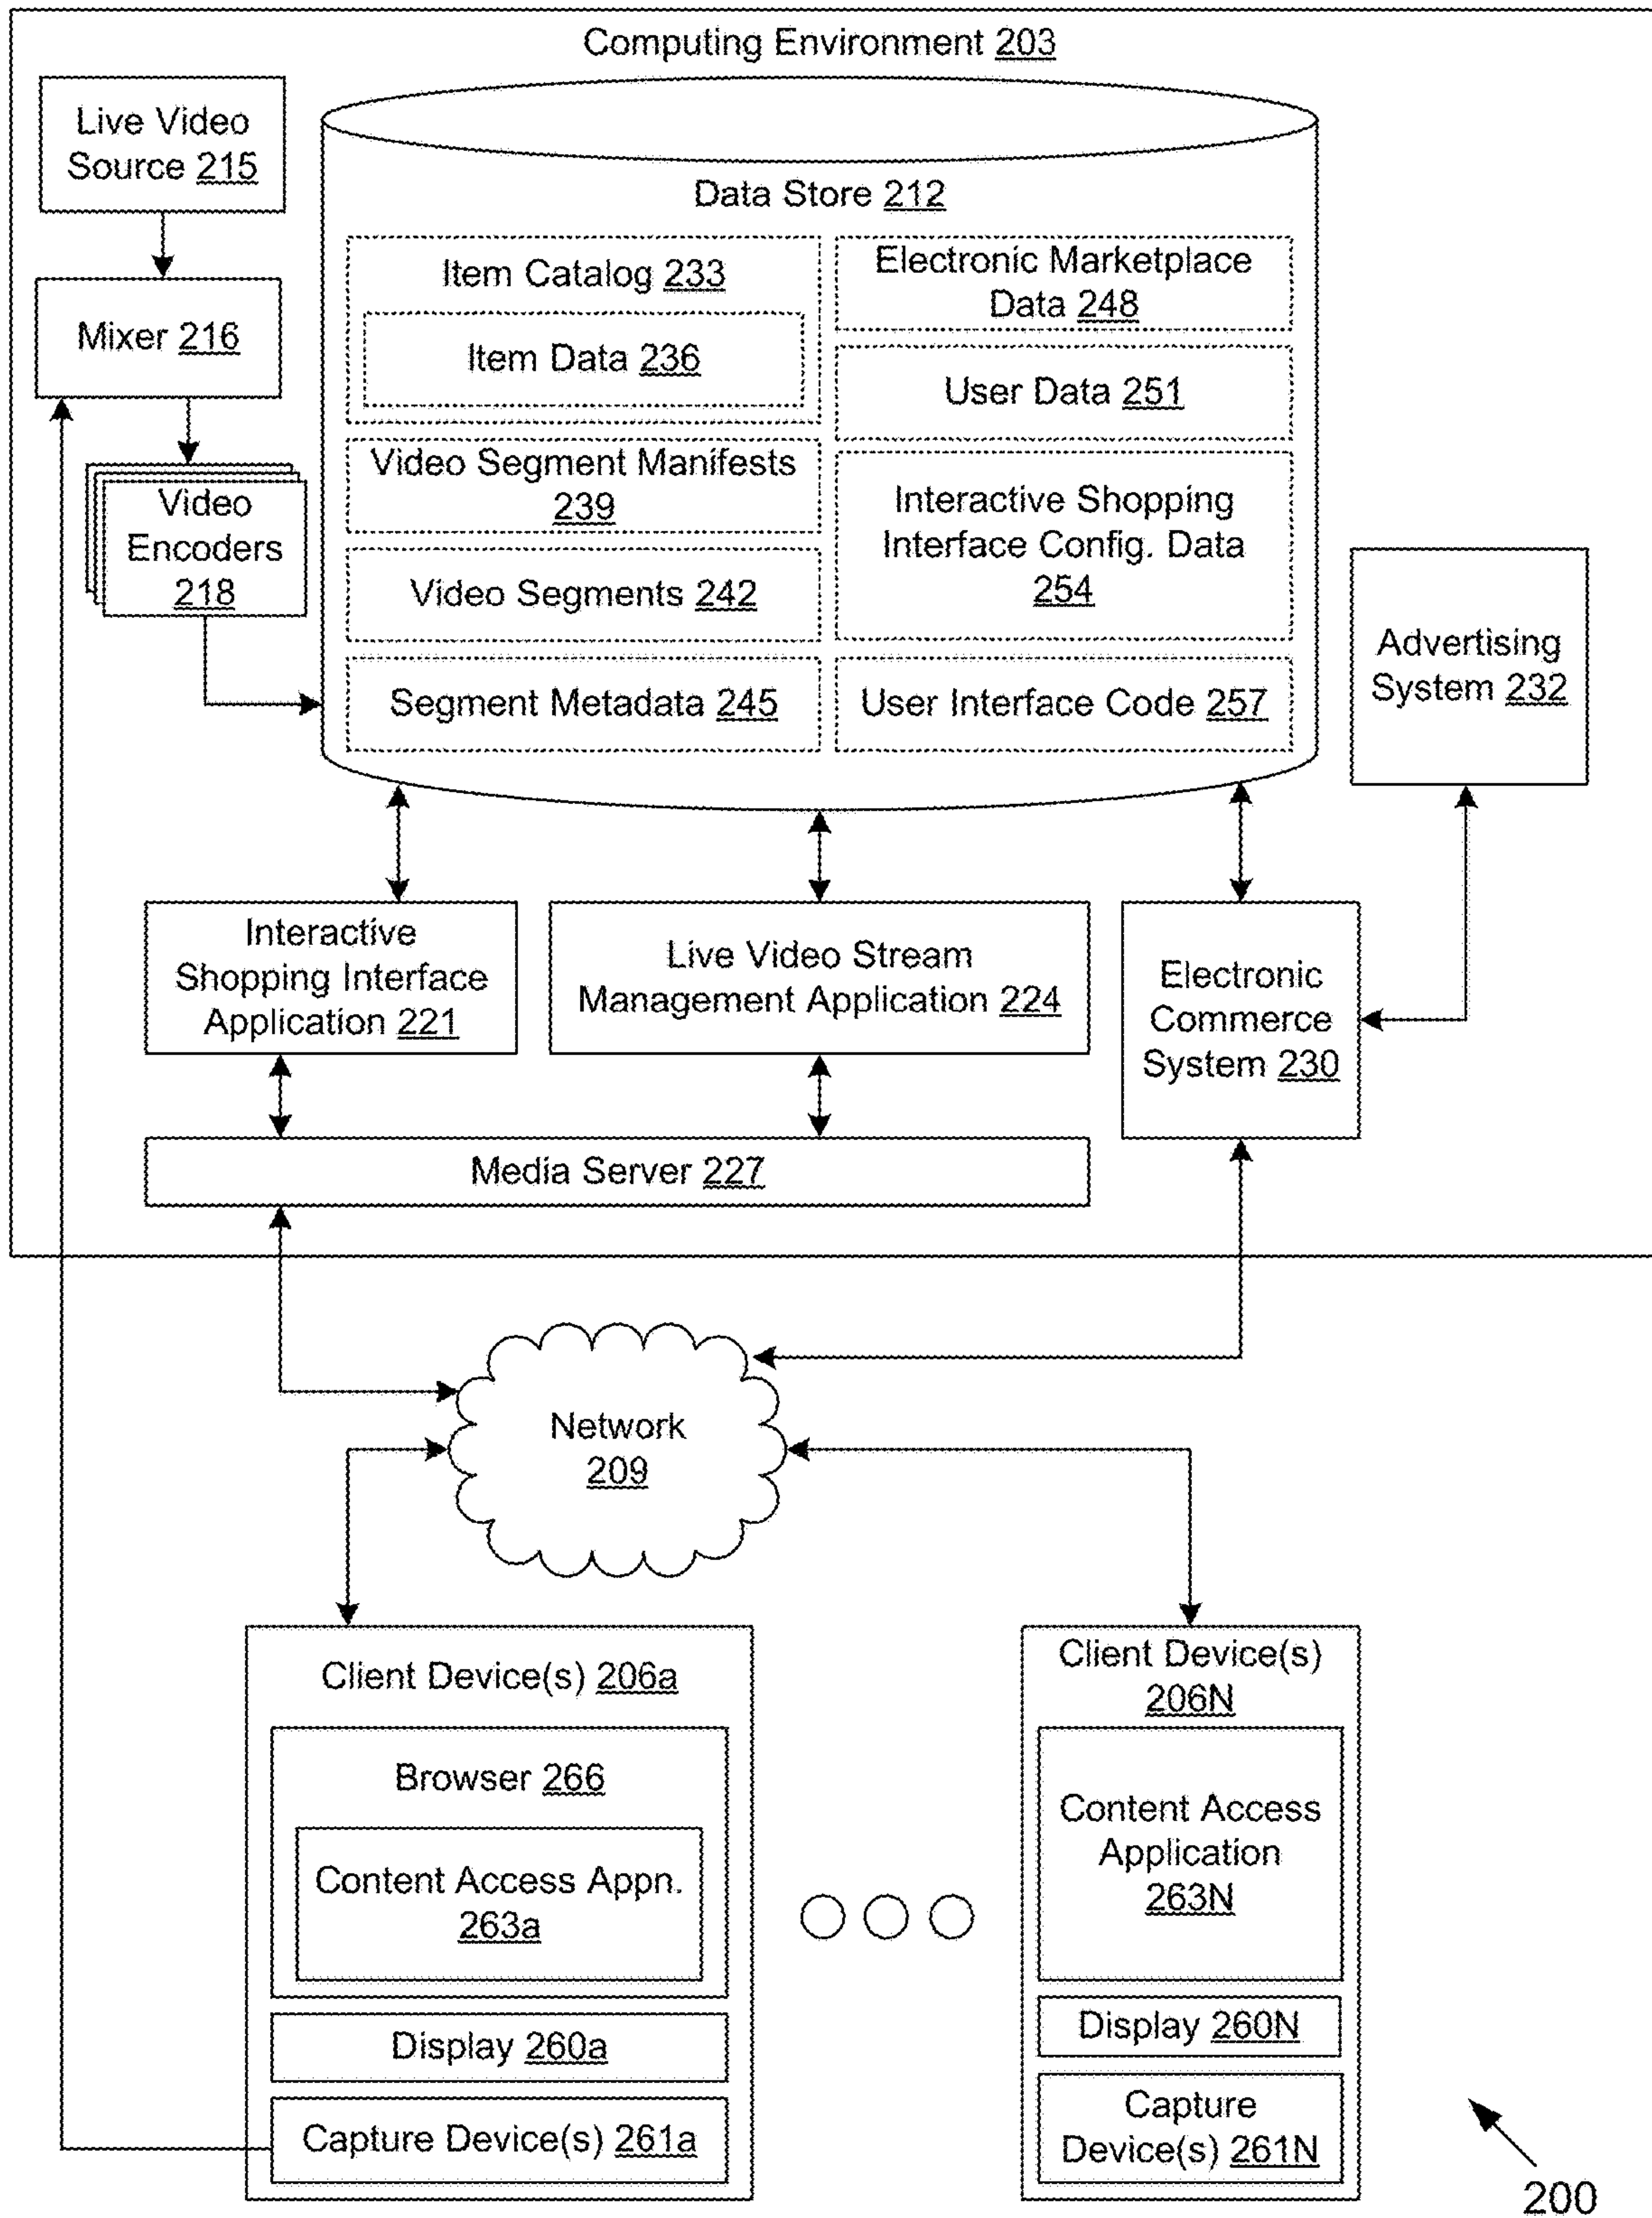 Computing Environment 203
Live Video
Source 215
Mixer 216
Video
Encoders
218
Data Store 212
Item Catalog 233
Item Data 236
Video Segment Manifests
239
Video Segments 242
Segment Metadata 245
Electronic Marketplace
Data 248
User Data 251
Interactive Shopping
Interface Config. Data
254
User Interface Code 257
Advertising
System 232
Interactive
Shopping Interface
Application 221
Live Video Stream
Management Application 224
Electronic
Commerce
System 230
Media Server 227
Network
209
Client Device(s) 206a
Browser 266
Content Access Appn.
263a
Display 260a
Capture Device(s) 261a
Client Device(s)
206N
Content Access
Application
263N
Display 260N
Capture
Device(s) 261N
200